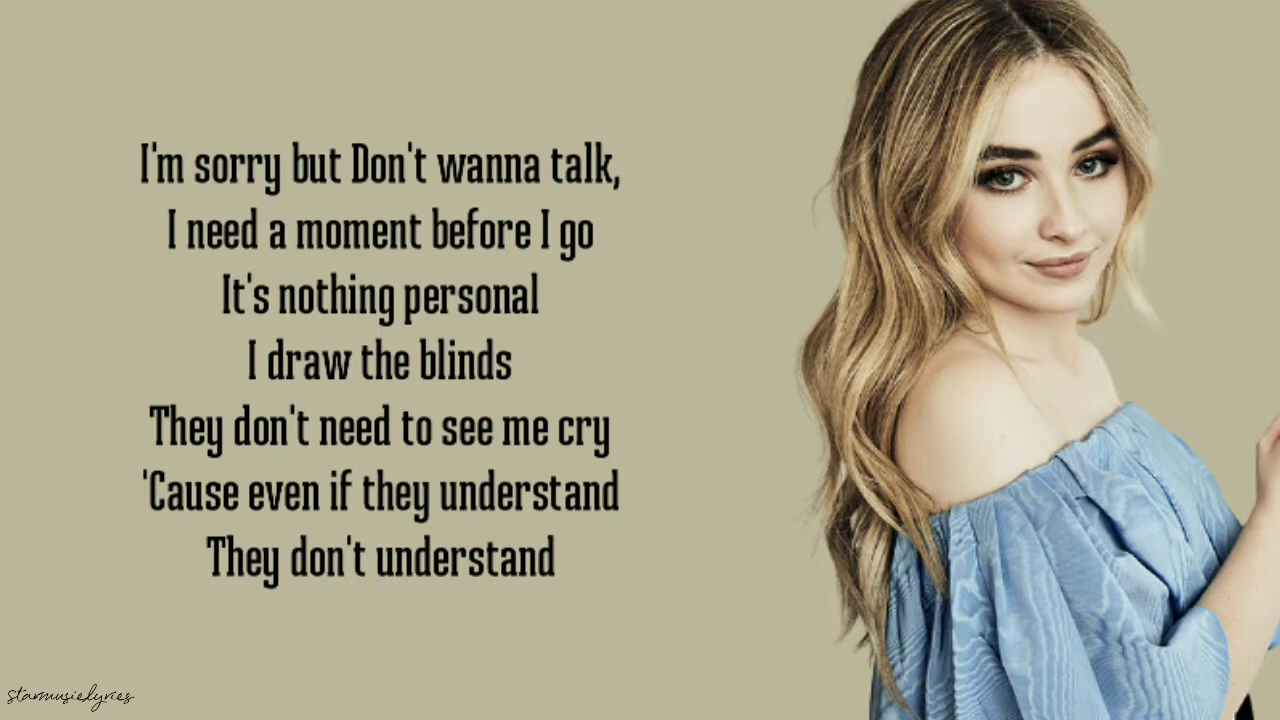 I'm sorry but Don't wanna talk,
I need a moment before I go
It's nothing personal
I draw the blinds
They don't need to see me cry
'Cause even if they understand
They don't understand
starmusiclyrics